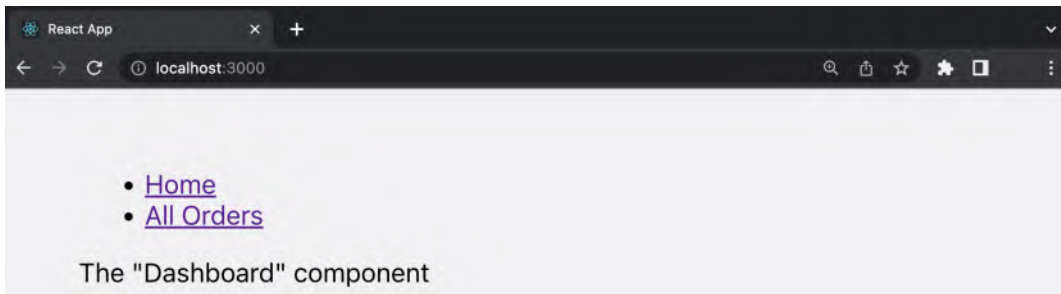 React App
localhost:3000
Home
All Orders
The "Dashboard" component